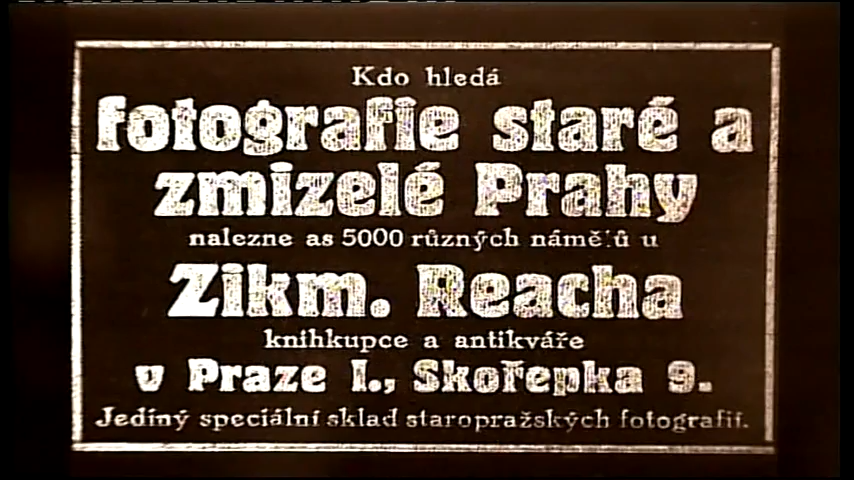 Kdo hledá
fotografie staré a
zmizelé Prahy
nalezne as 5000 různých námětů u
Zikm. Reacha
knihkupce a antikváře
v Praze I., Skořepka 9.
Jediný speciální sklad staropražských fotografií.